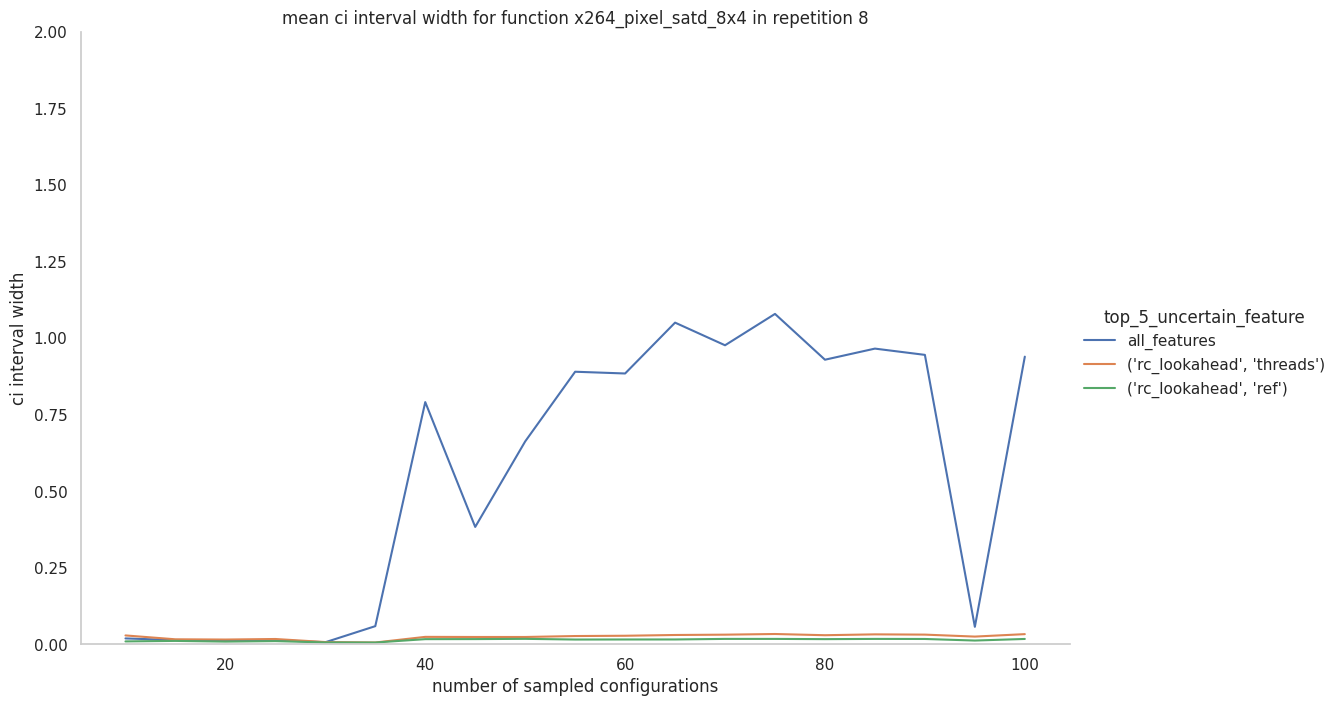 mean ci interval width for function x264_pixel_satd_8x4 in repetition 8
2.00
1.75
1.50
1.25
1.00
0.75
0.50
0.25
0.00
ci interval width
20
40
60
80
100
number of sampled configurations
top_5_uncertain_feature
all_features
('rc_lookahead', 'threads')
('rc_lookahead', 'ref')